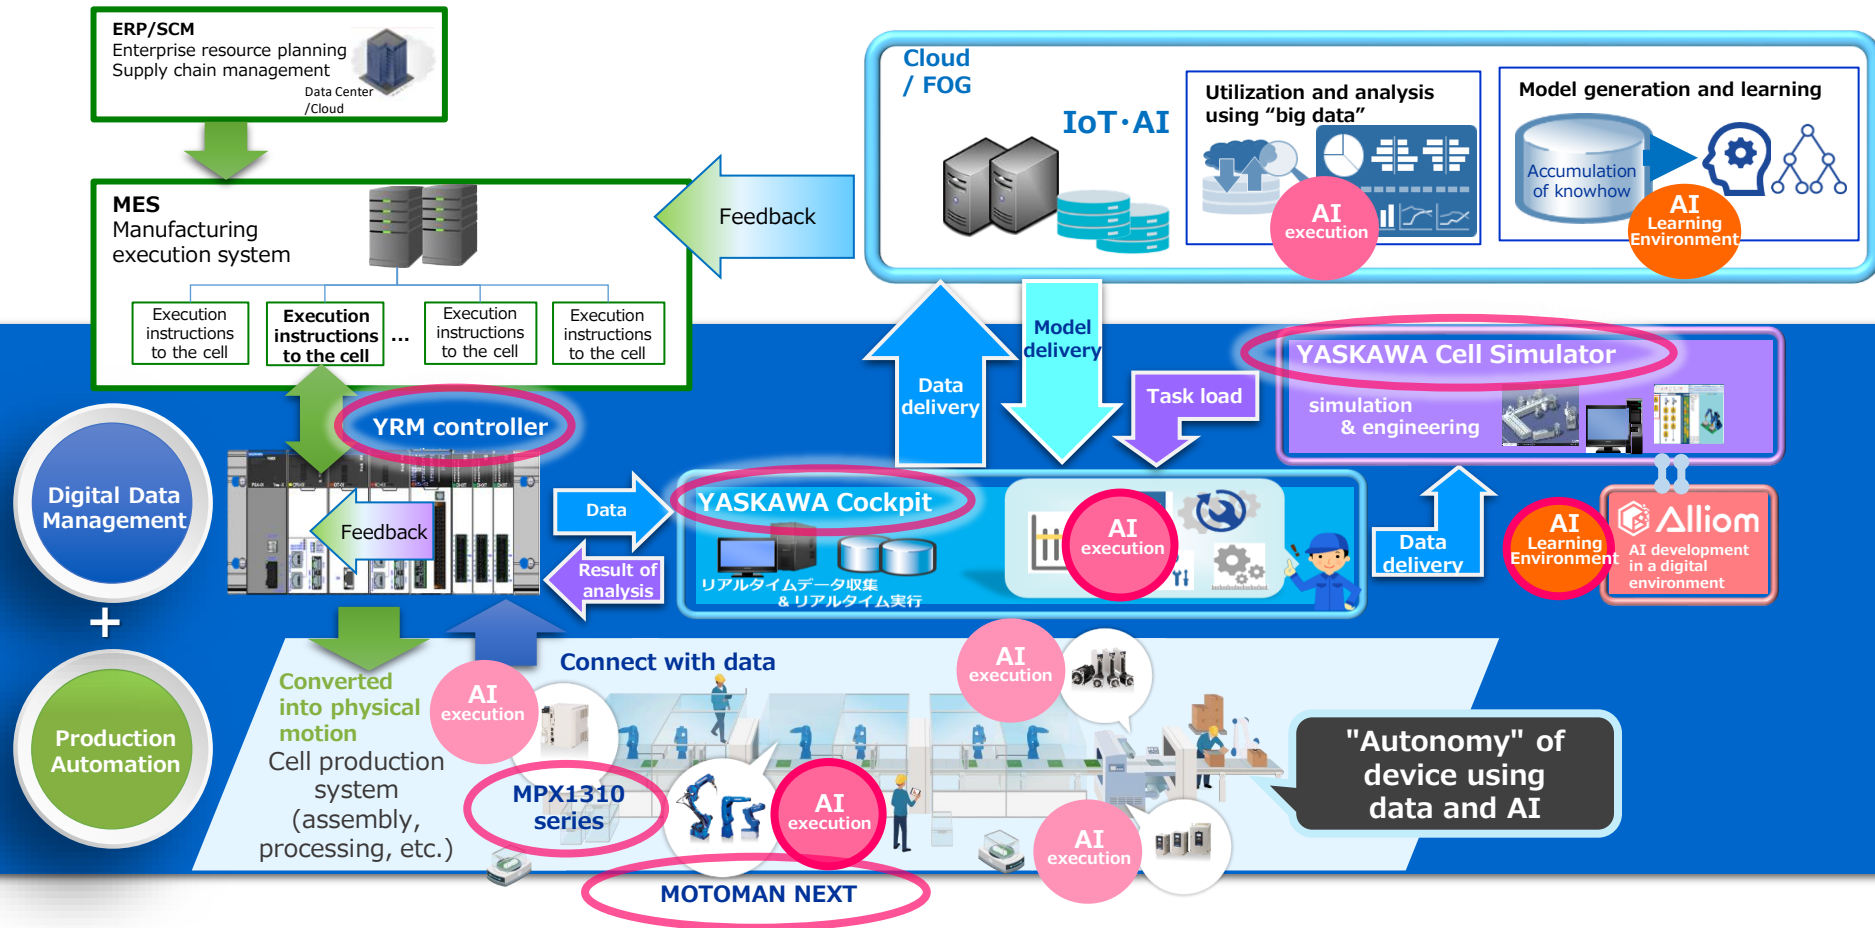 ERP/SCM
Enterprise resource planning
Supply chain management
Data Center
/Cloud
MES
Manufacturing
execution system
Execution
instructions
to the cell
Execution
instructions
to the cell
...
Execution
instructions
to the cell
Execution
instructions
to the cell
Feedback
Cloud
/ FOG
IoT・AI
Utilization and analysis
using “big data”
AI
execution
Model generation and learning
Accumulation
of knowhow
AI
Learning
Environment
Data
delivery
Model
delivery
Task load
YASKAWA Cell Simulator
simulation
& engineering
YRM controller
Feedback
Digital Data
Management
+
Production
Automation
Data
Result of
analysis
YASKAWA Cockpit
リアルタイムデータ収集
& リアルタイム実行
AI
execution
Data
delivery
AI
Learning
Environment
Alliom
AI development
in a digital
environment
Converted
into physical
motion
Cell production
system
(assembly,
processing, etc.)
Connect with data
AI
execution
MPX1310
series
AI
execution
MOTOMAN NEXT
AI
execution
AI
execution
"Autonomy" of
device using
data and AI